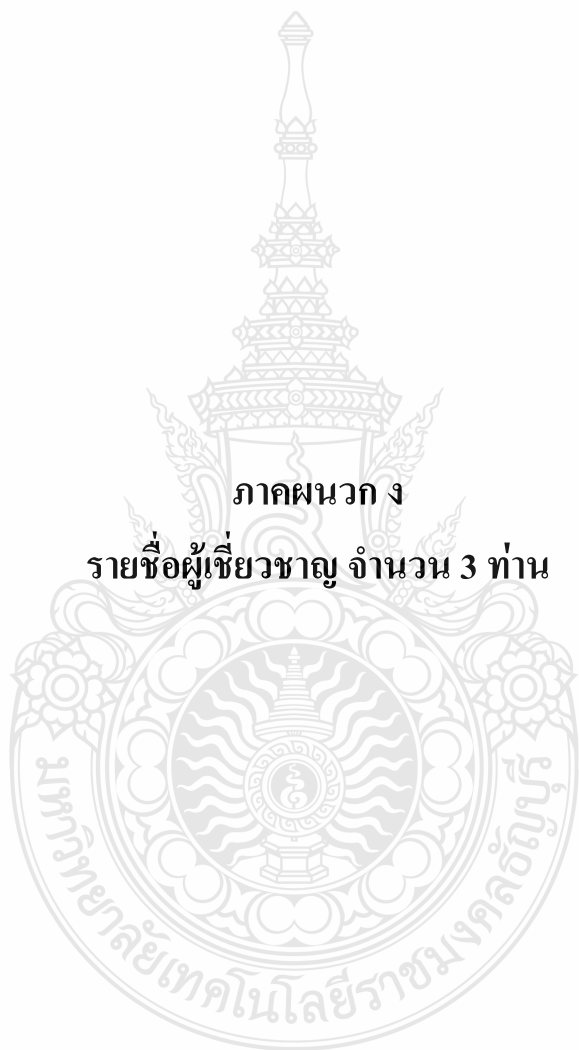 ภาคผนวก ง
รายชื่อผู้เชี่ยวชาญ จำนวน 3 ท่าน
มหาวิทยาลัยเทคโนโลยีราชมงคลธัญบุรี